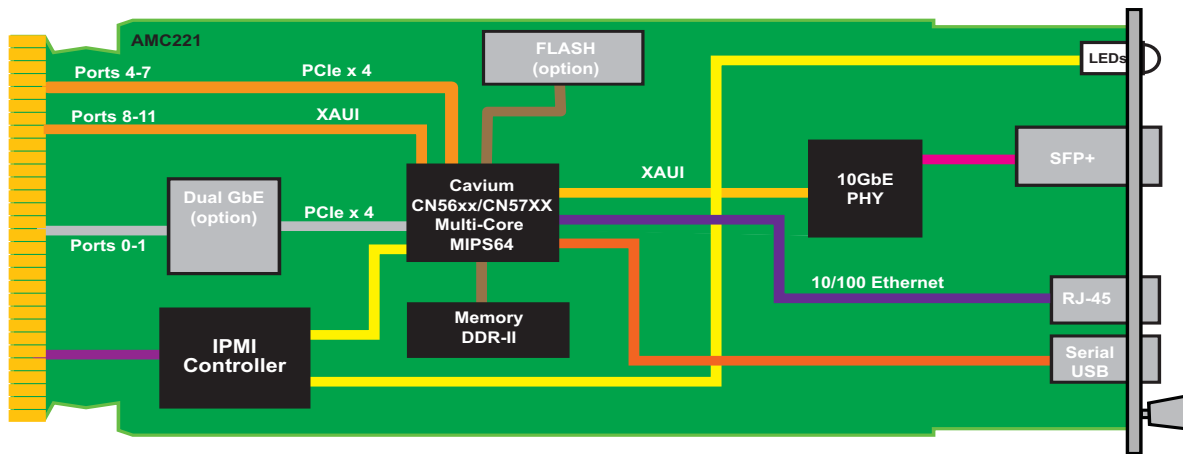 AMC221
FLASH
(option)
LEDs
Ports 4-7
PCIe x 4
Ports 8-11
XAUI
SFP+
Cavium
CN56xx/CN57XX
Multi-Core
MIPS64
XAUI
10GbE
PHY
Dual GbE
(option)
PCIe x 4
Ports 0-1
10/100 Ethernet
RJ-45
IPMI
Controller
Memory
DDR-II
Serial
USB